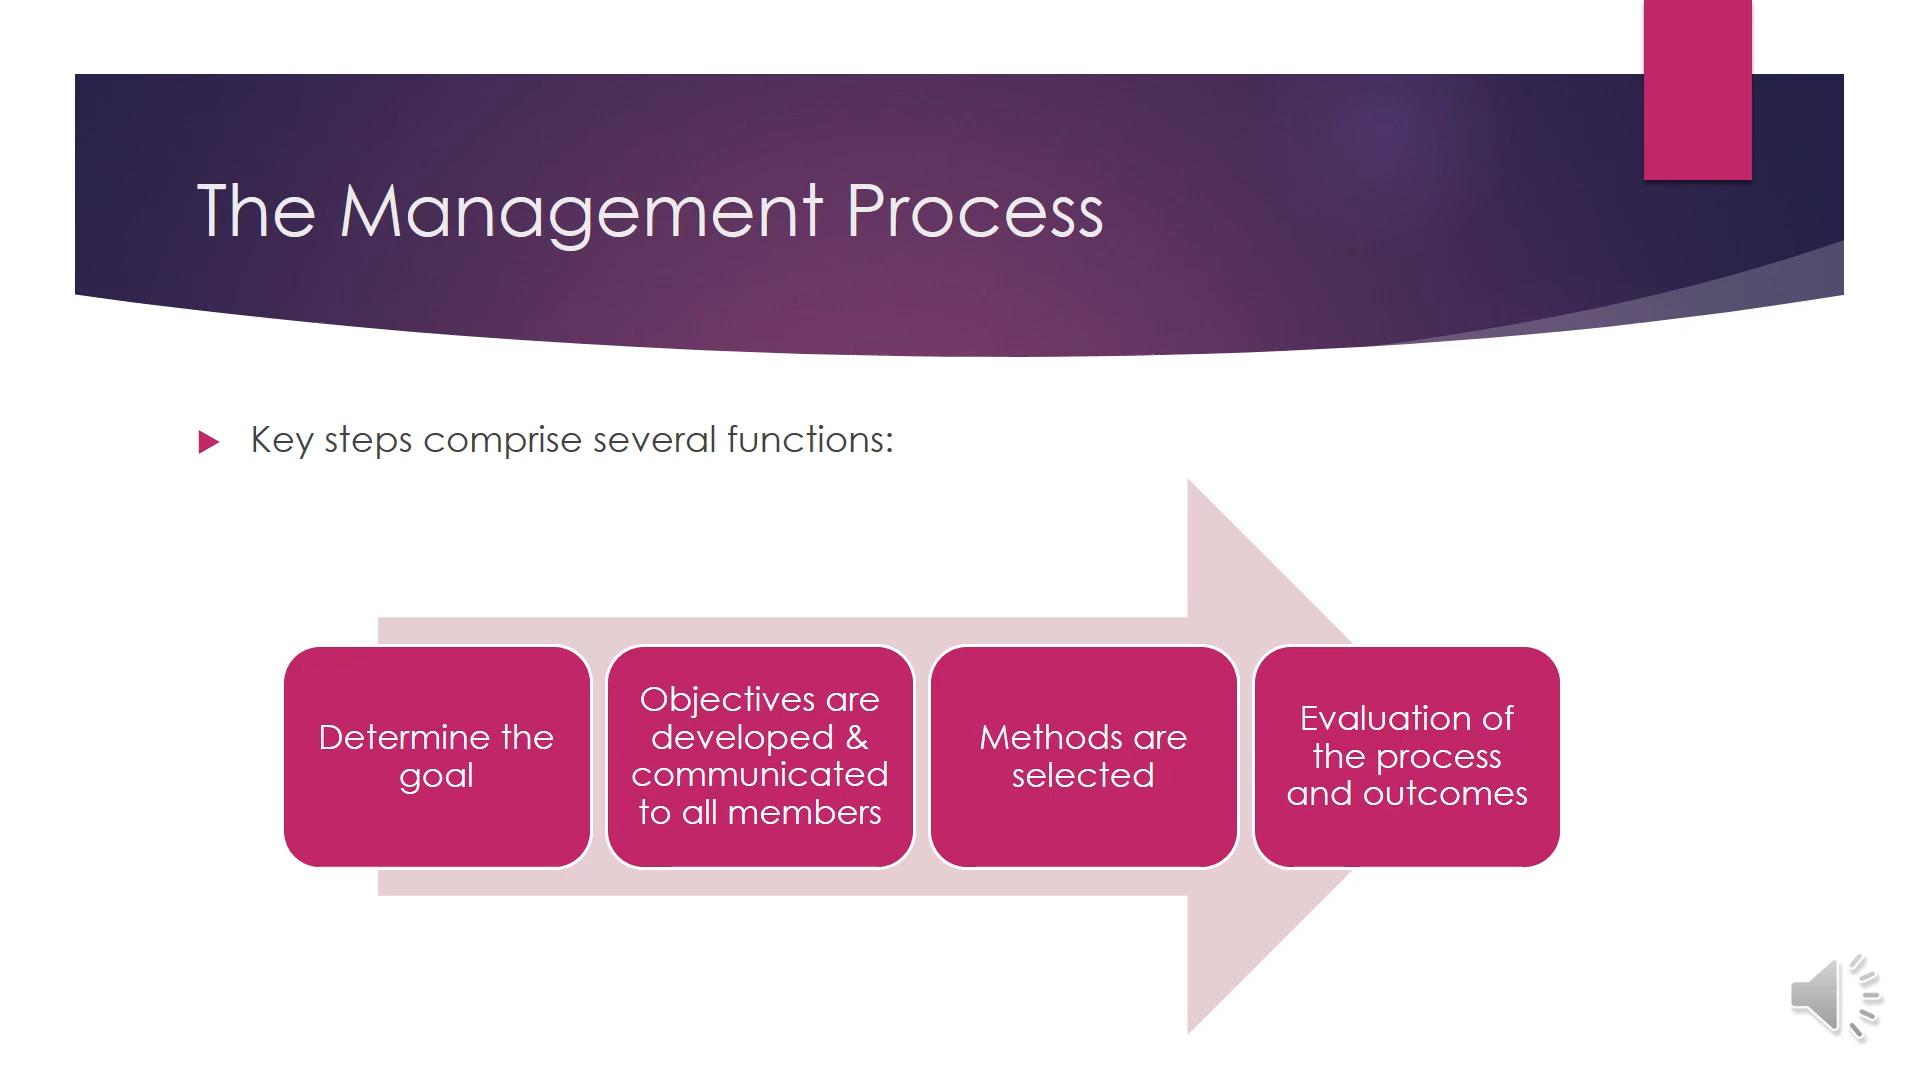 The Management Process
Key steps comprise several functions:
Determine the
goal
Objectives are
developed &
communicated
to all members
Methods are
selected
Evaluation of
the process
and outcomes